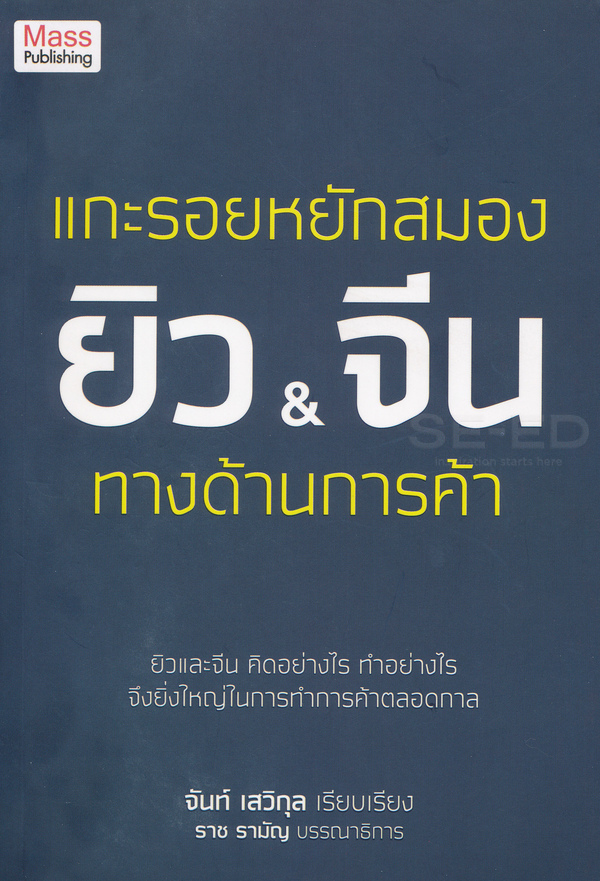 Mass
Publishing
แกะรอยหยักสมอง
ยิว & จีน
SE-ED
inspiration starts here
ทางด้านการค้า
ยิวและจีน คิดอย่างไร ทำอย่างไร
จึงยิ่งใหญ่ในการทำการค้าตลอดกาล
จันท์ เสวิกุล เรียบเรียง
ราช รามัญ บรรณาธิการ